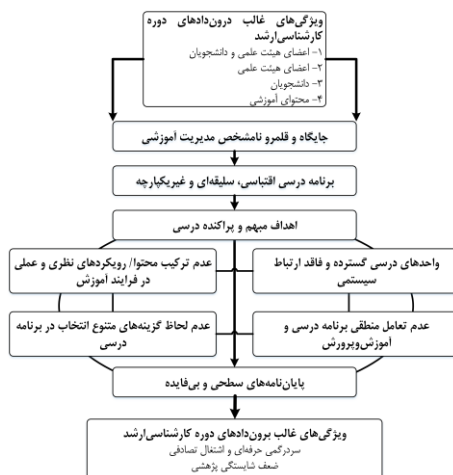 ویژگی‌های غالب درون‌دادهای دوره
کارشناسی‌ارشد
۱- اعضای هیئت علمی و دانشجویان
۲- اعضای هیئت علمی
۳- دانشجویان
۴- محتوای آموزشی
جایگاه و قلمرو نامشخص مدیریت آموزشی
برنامه درسی اقتباسی، سلیقه‌ای و غیریکپارچه
اهداف مبهم و پراکنده درسی
واحدهای درسی گسترده و فاقد ارتباط
سیستمی
عدم ترکیب محتوا/ رویکردهای نظری و عملی
در فرایند آموزش
عدم تعامل منطقی برنامه درسی و
آموزش‌وپرورش
عدم لحاظ گزینه‌های متنوع انتخاب در برنامه
درسی
پایان‌نامه‌های سطحی و بی‌فایده
ویژگی‌های غالب برون‌دادهای دوره کارشناسی‌ارشد
سردرگمی حرفه‌ای و اشتغال تصادفی
ضعف شایستگی پژهشی